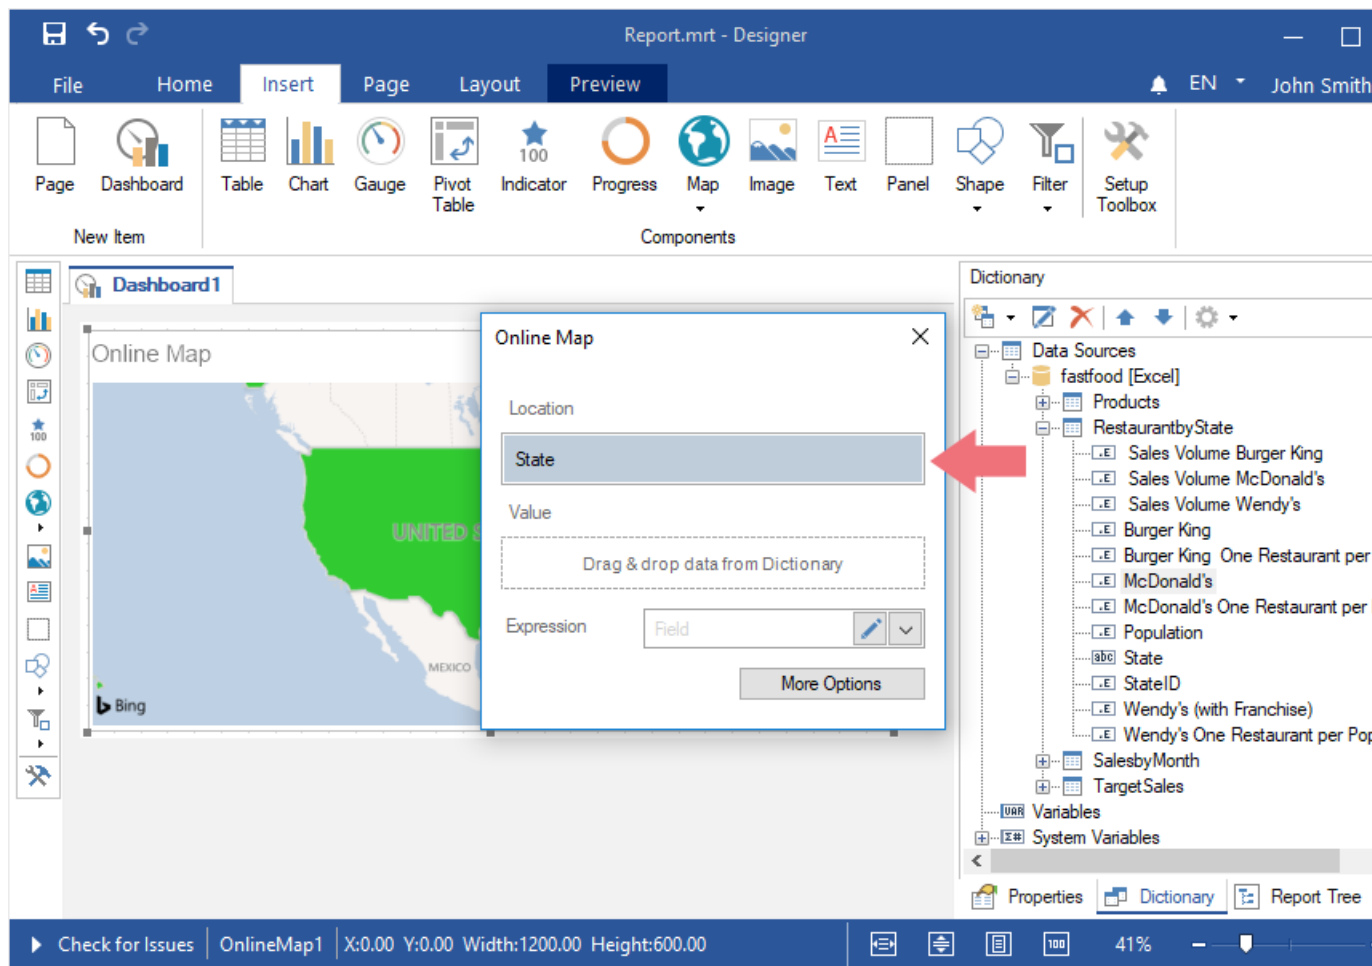 Report.mrt - Designer
File Home Insert Page Layout Preview EN John Smith
Page Dashboard Table Chart Gauge Pivot Table 100 Indicator Progress Map Image A Text Panel Shape Filter Setup Toolbox
New Item Components
Dashboard1
Online Map
UNITED S
MEXICO
Bing
100
Online Map
Location
State
Value
Drag & drop data from Dictionary
Expression Field
More Options
Dictionary
Data Sources
fastfood [Excel]
Products
RestaurantbyState
Sales Volume Burger King
Sales Volume McDonald's
Sales Volume Wendy's
Burger King
Burger King One Restaurant per
McDonald's
McDonald's One Restaurant per
Population
abc State
StateID
Wendy's (with Franchise)
Wendy's One Restaurant per Pop
SalesbyMonth
TargetSales
VAR Variables
Σ# System Variables
Properties Dictionary Report Tree
Check for Issues OnlineMap1 X:0.00 Y:0.00 Width:1200.00 Height:600.00 100 41%